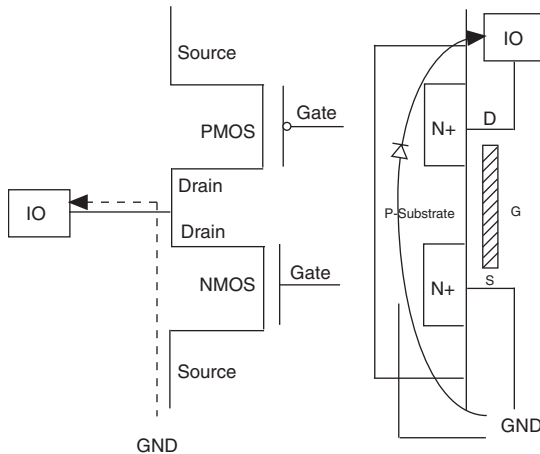 Source
PMOS
Gate
Drain
IO
Drain
NMOS
Gate
Source
GND
IO
N+
D
P-Substrate
G
N+
S
GND